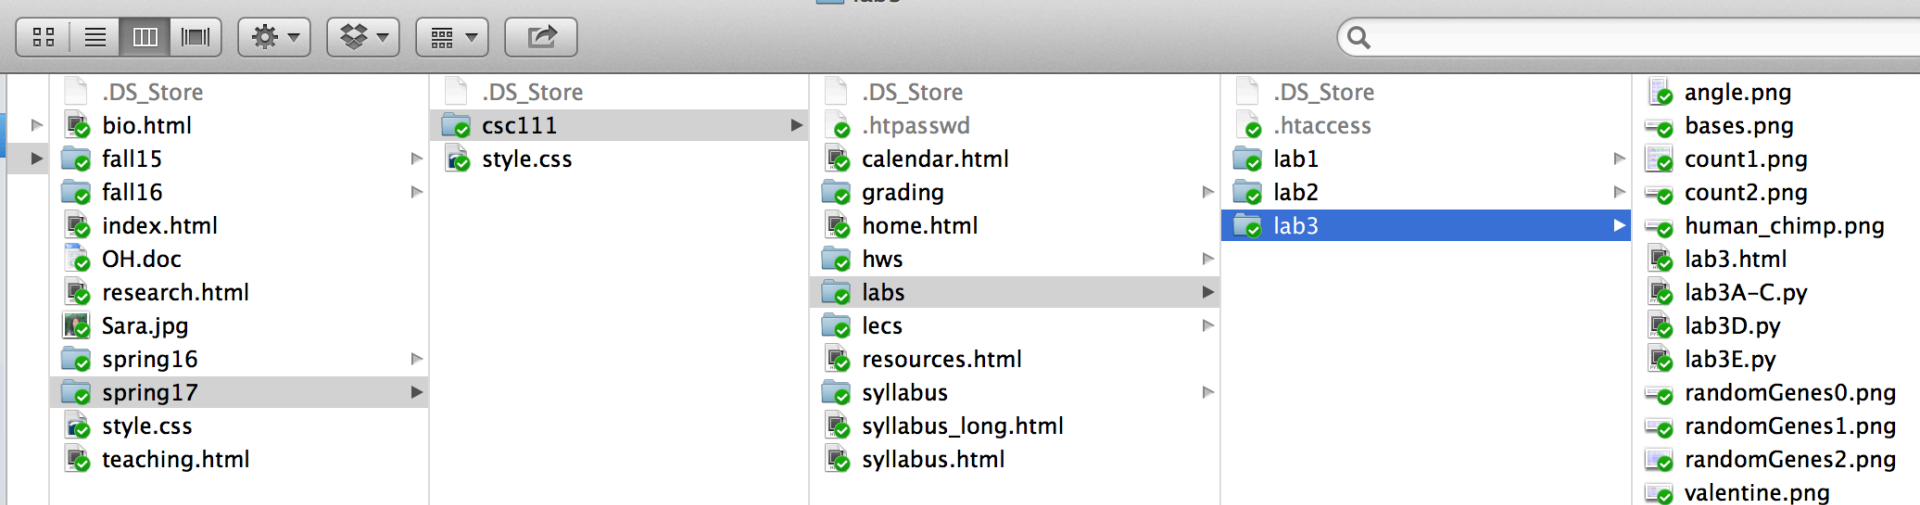 lab3
.DS_Store
bio.html
fall15
fall16
index.html
OH.doc
research.html
Sara.jpg
spring16
spring17
style.css
teaching.html
.DS_Store
csc111
style.css
.DS_Store
.htpasswd
calendar.html
grading
home.html
hws
labs
lecs
resources.html
syllabus
syllabus_long.html
syllabus.html
.DS_Store
.htaccess
lab1
lab2
lab3
angle.png
bases.png
count1.png
count2.png
human_chimp.png
lab3.html
lab3A-C.py
lab3D.py
lab3E.py
randomGenes0.png
randomGenes1.png
randomGenes2.png
valentine.png